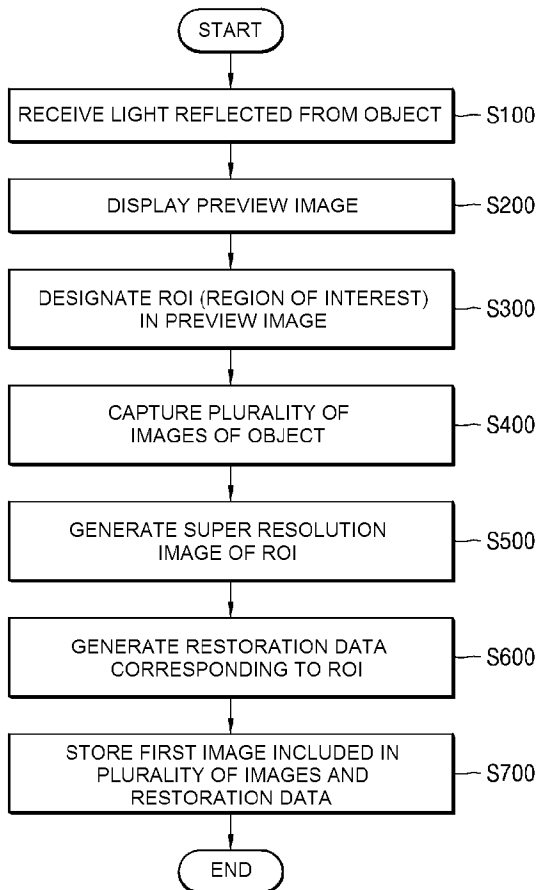 START
RECEIVE LIGHT REFLECTED FROM OBJECT
S100
DISPLAY PREVIEW IMAGE
S200
DESIGNATE ROI (REGION OF INTEREST)
IN PREVIEW IMAGE
S300
CAPTURE PLURALITY OF
IMAGES OF OBJECT
S400
GENERATE SUPER RESOLUTION
IMAGE OF ROI
S500
GENERATE RESTORATION DATA
CORRESPONDING TO ROI
S600
STORE FIRST IMAGE INCLUDED IN
PLURALITY OF IMAGES AND
RESTORATION DATA
S700
END